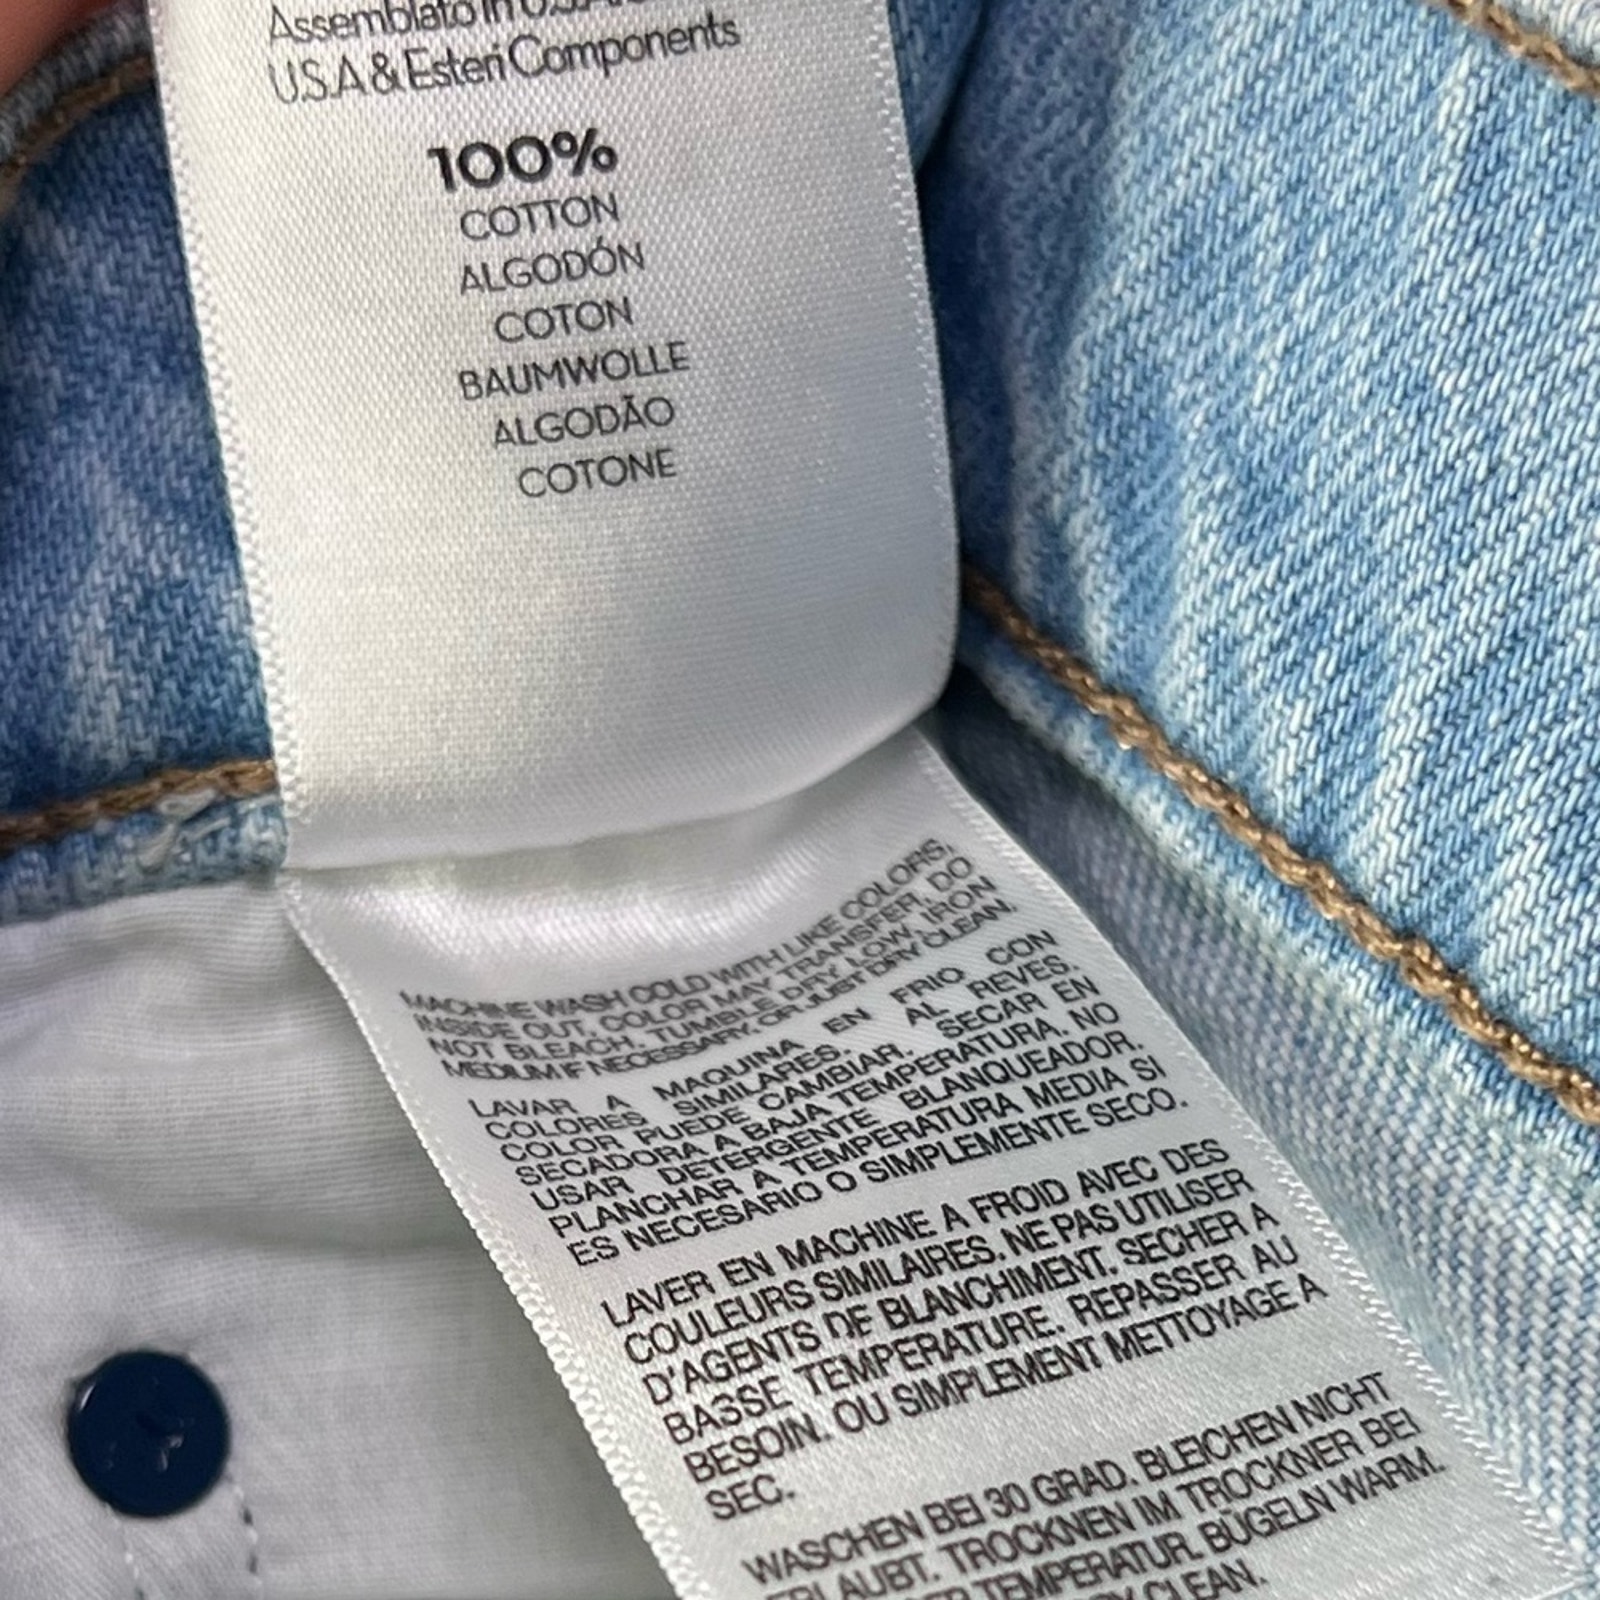 Assemblato in U.S.A.
U.S.A & Esteri Components
100%
COTTON
ALGODÓN
COTON
BAUMWOLLE
ALGODÃO
COTONE
MACHINE WASH COLD WITH LIKE COLORS,
INSIDE OUT. COLOR MAY TRANSFER, DO
NOT BLEACH. TUMBLE DRY LOW, IRON
MEDIUM IF NECESSARY. OR JUST DRY CLEAN.
LAVAR A MAQUINA EN FRIO CON
COLORES SIMILARES. AL REVES.
COLOR PUEDE CAMBIAR. SECAR EN
SECADORA A BAJA TEMPERATURA. NO
USAR DETERGENTE BLANQUEADOR.
PLANCHAR A TEMPERATURA MEDIA SI
ES NECESARIO O SIMPLEMENTE SECO.
LAVER EN MACHINE A FROID AVEC DES
COULEURS SIMILAIRES. NE PAS UTILISER
D'AGENTS DE BLANCHIMENT. SECHER A
BASSE TEMPERATURE. REPASSER AU
BESOIN. OU SIMPLEMENT METTOYAGE A
SEC.
WASCHEN BEI 30 GRAD. BLEICHEN NICHT
ERLAUBT. TROCKNEN IM TROCKNER BEI
TEMPERATUR. BÜGELN WARM.
CLEAN.